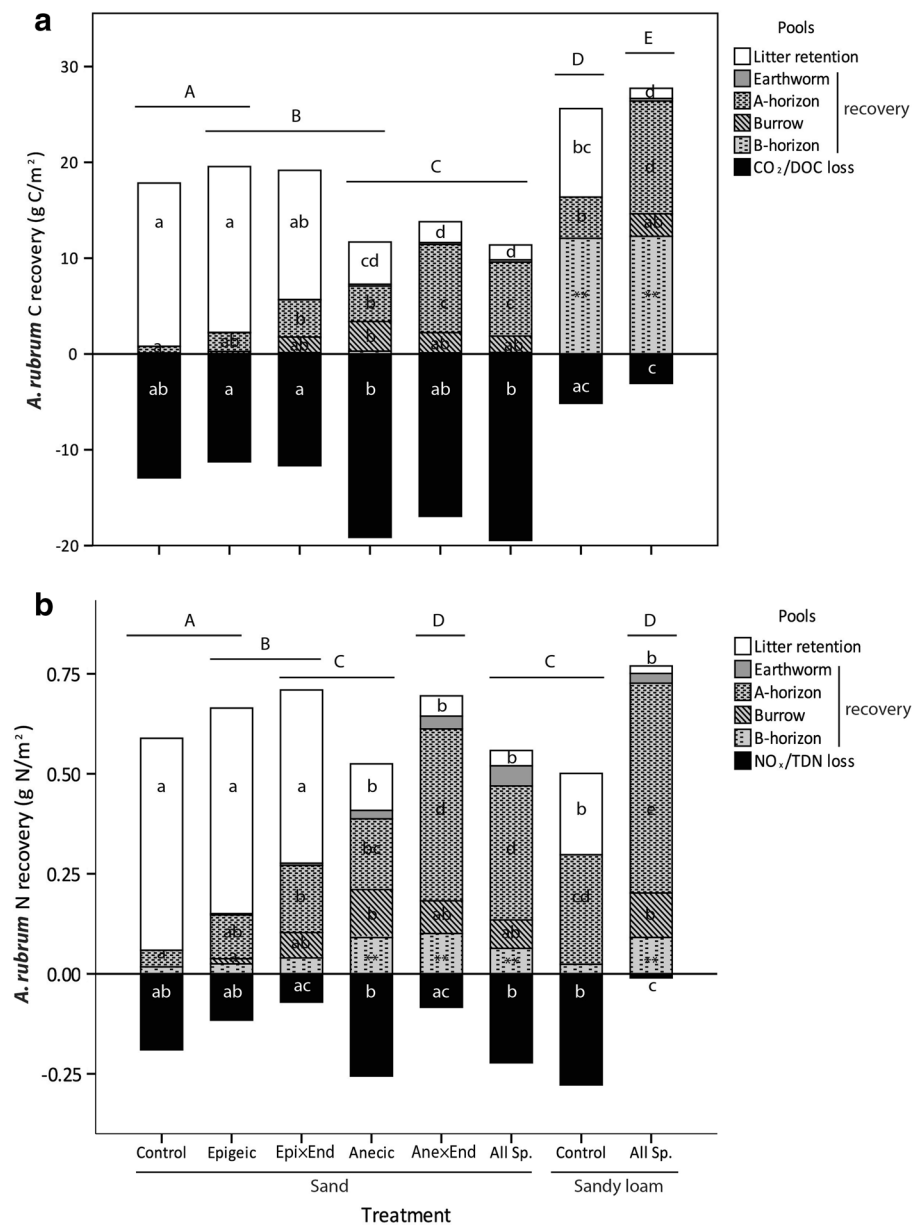 a
Pools
Litter retention
Earthworm
A-horizon
Burrow
B-horizon
recovery
CO₂/DOC loss
A. rubrum C recovery (g C/m²)
30
20
10
0
-10
-20
A
B
C
D
E
a a ab cd d d bc d
a ab b b c c b d
ab ab b ab ab ab
** **
ab a a b ab b ac c
b
Pools
Litter retention
Earthworm
A-horizon
Burrow
B-horizon
recovery
NOₓ/TDN loss
A. rubrum N recovery (g N/m²)
0.75
0.50
0.25
0.00
-0.25
A
B
C
D
C
D
a a a b b b b b
a ab b bc d d cd e
a ab b ab ab b
** ** ** **
ab ab ac b ac b b c
Control Epigeic Epi×End Anecic Ane×End All Sp. Control All Sp.
Sand Sandy loam
Treatment